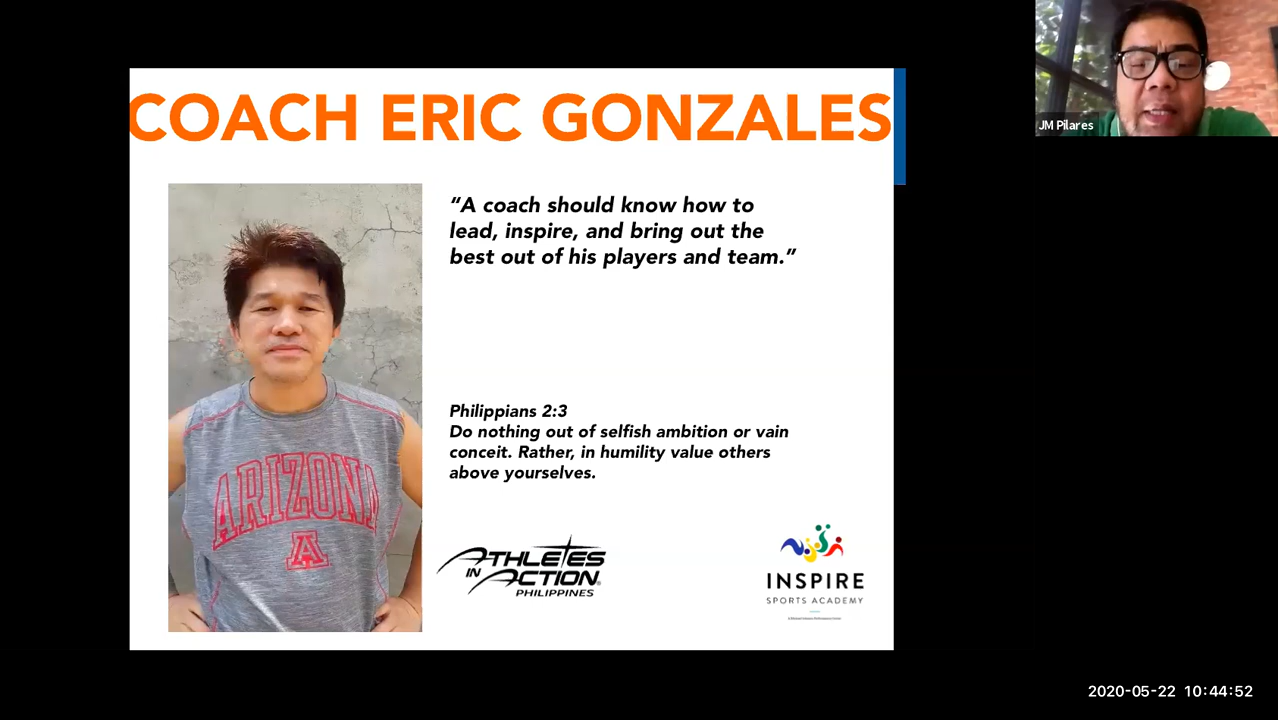 COACH ERIC GONZALES
JM Pilares
“A coach should know how to
lead, inspire, and bring out the
best out of his players and team.”
Philippians 2:3
Do nothing out of selfish ambition or vain
conceit. Rather, in humility value others
above yourselves.
ARIZONA
A
ATHLETES
IN ACTION®
PHILIPPINES
INSPIRE
SPORTS ACADEMY
2020-05-22 10:44:52